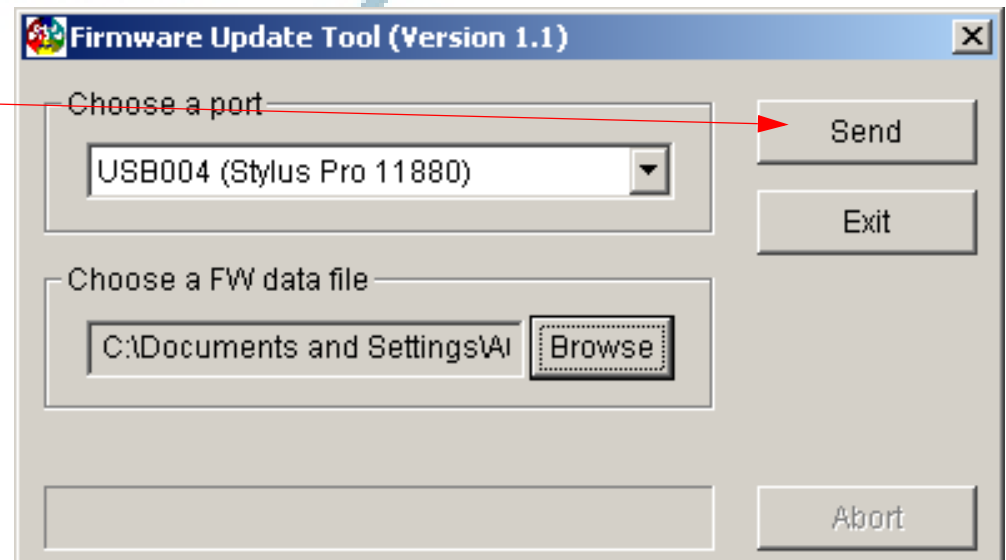 Firmware Update Tool (Version 1.1)
Choose a port
Send
USB004 (Stylus Pro 11880)
Exit
Choose a FW data file
C:\Documents and Settings\A
Browse
Abort